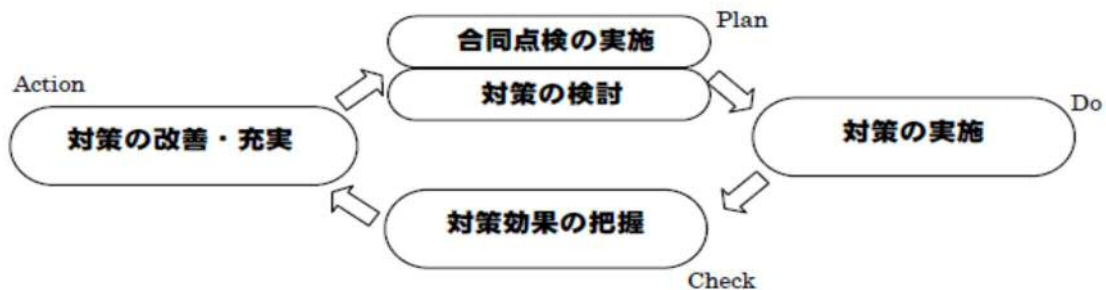 合同点検の実施
Plan
対策の検討
Action
対策の改善・充実
Do
対策の実施
対策効果の把握
Check